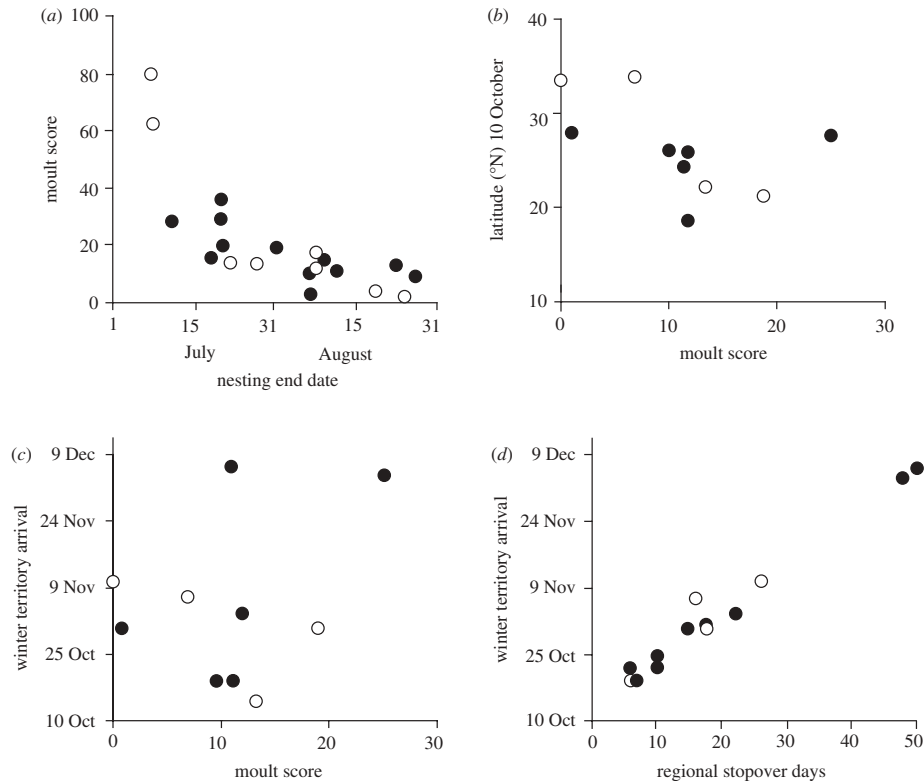 (a)
100
80
60
40
20
0
moult score
1 15 31 15 31
July August
nesting end date
(b)
40
30
20
10
latitude (°N) 10 October
0 10 20 30
moult score
(c)
9 Dec
24 Nov
9 Nov
25 Oct
10 Oct
winter territory arrival
0 10 20 30
moult score
(d)
9 Dec
24 Nov
9 Nov
25 Oct
10 Oct
winter territory arrival
0 10 20 30 40 50
regional stopover days